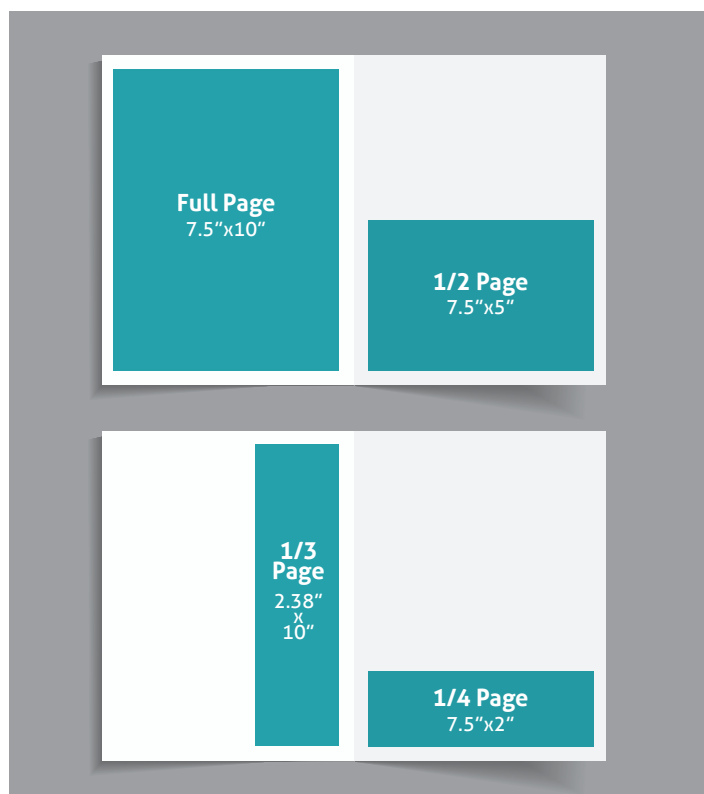 Full Page
7.5”x10”
1/2 Page
7.5”x5”
1/3
Page
2.38”
x
10”
1/4 Page
7.5”x2”